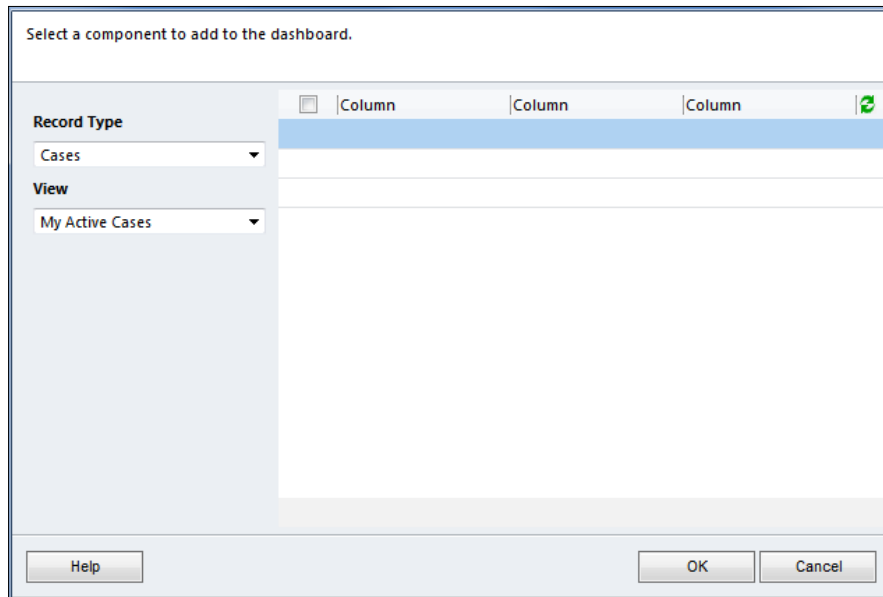 Select a component to add to the dashboard.
Column Column Column
Record Type
Cases
View
My Active Cases
Help OK Cancel